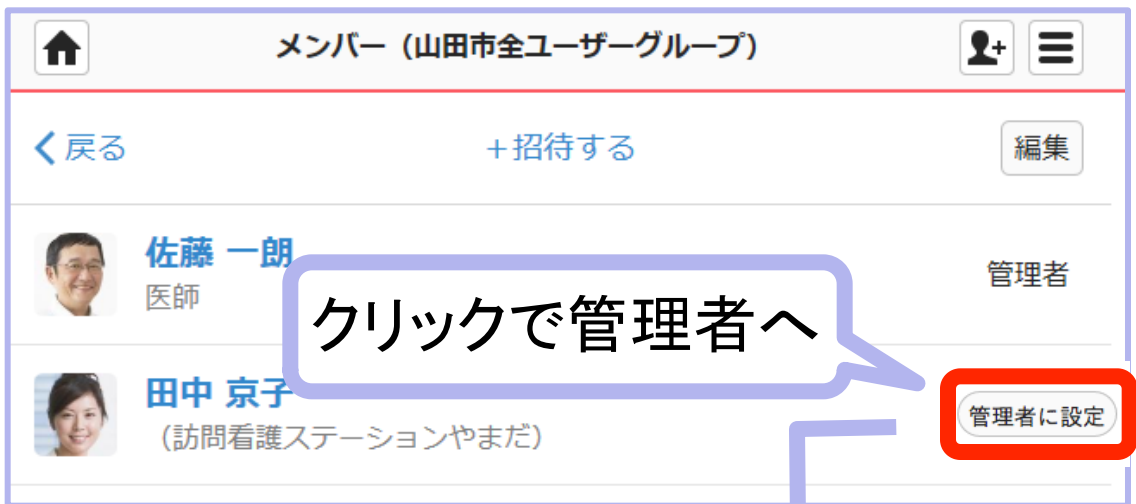 メンバー（山田市全ユーザーグループ）
戻る
＋招待する
編集
佐藤 一朗
医師
管理者
クリックで管理者へ
田中 京子
（訪問看護ステーションやまだ）
管理者に設定